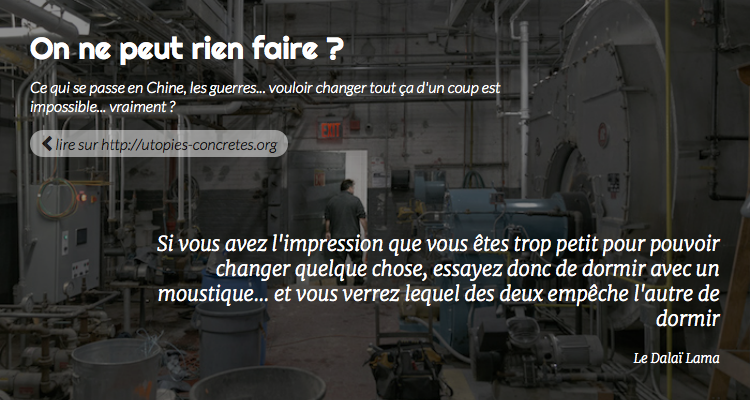 On ne peut rien faire ?
Ce qui se passe en Chine, les guerres... vouloir changer tout ça d'un coup est
impossible... vraiment ?
lire sur http://utopies-concretes.org
EXIT
Si vous avez l'impression que vous êtes trop petit pour pouvoir
changer quelque chose, essayez donc de dormir avec un
moustique... et vous verrez lequel des deux empêche l'autre de
dormir
Le Dalaï Lama